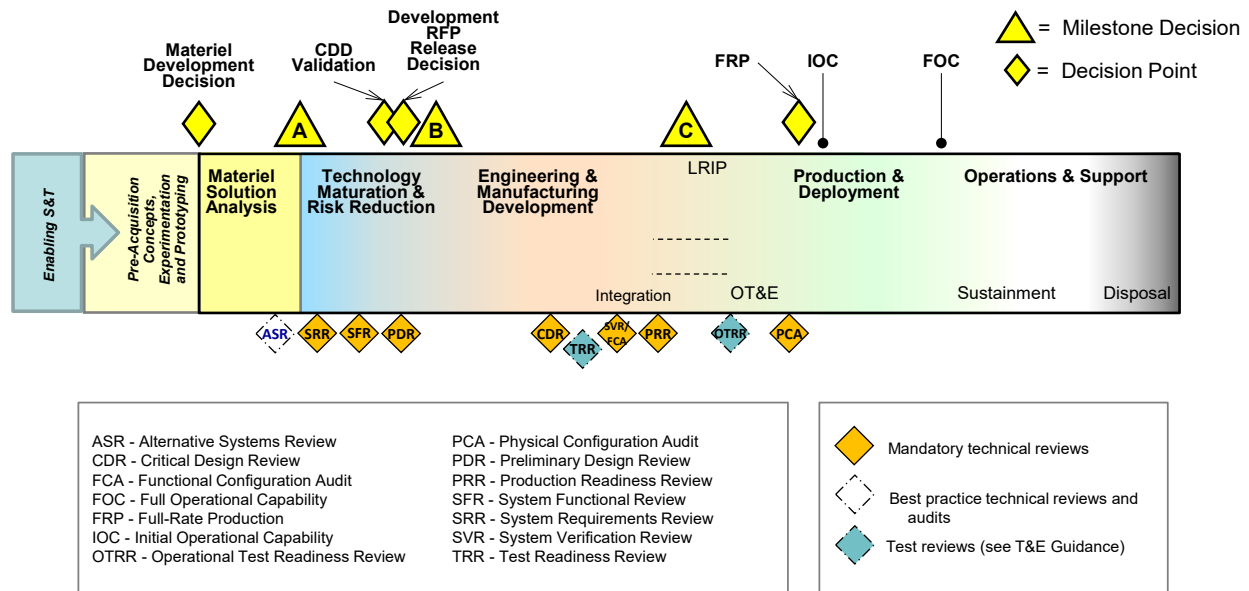 Materiel
Development
Decision
CDD
Validation
Development
RFP
Release
Decision
FRP
IOC
FOC
= Milestone Decision
= Decision Point
A
B
C
Enabling S&T
Pre-Acquisition
Concepts,
Experimentation
and Prototyping
Materiel
Solution
Analysis
Technology
Maturation &
Risk Reduction
Engineering &
Manufacturing
Development
LRIP
Production &
Deployment
Operations & Support
Integration
OT&E
Sustainment
Disposal
ASR
SRR
SFR
PDR
CDR
TRR
SVR/
FCA
PRR
OTRR
PCA
ASR - Alternative Systems Review
CDR - Critical Design Review
FCA - Functional Configuration Audit
FOC - Full Operational Capability
FRP - Full-Rate Production
IOC - Initial Operational Capability
OTRR - Operational Test Readiness Review
PCA - Physical Configuration Audit
PDR - Preliminary Design Review
PRR - Production Readiness Review
SFR - System Functional Review
SRR - System Requirements Review
SVR - System Verification Review
TRR - Test Readiness Review
Mandatory technical reviews
Best practice technical reviews and
audits
Test reviews (see T&E Guidance)